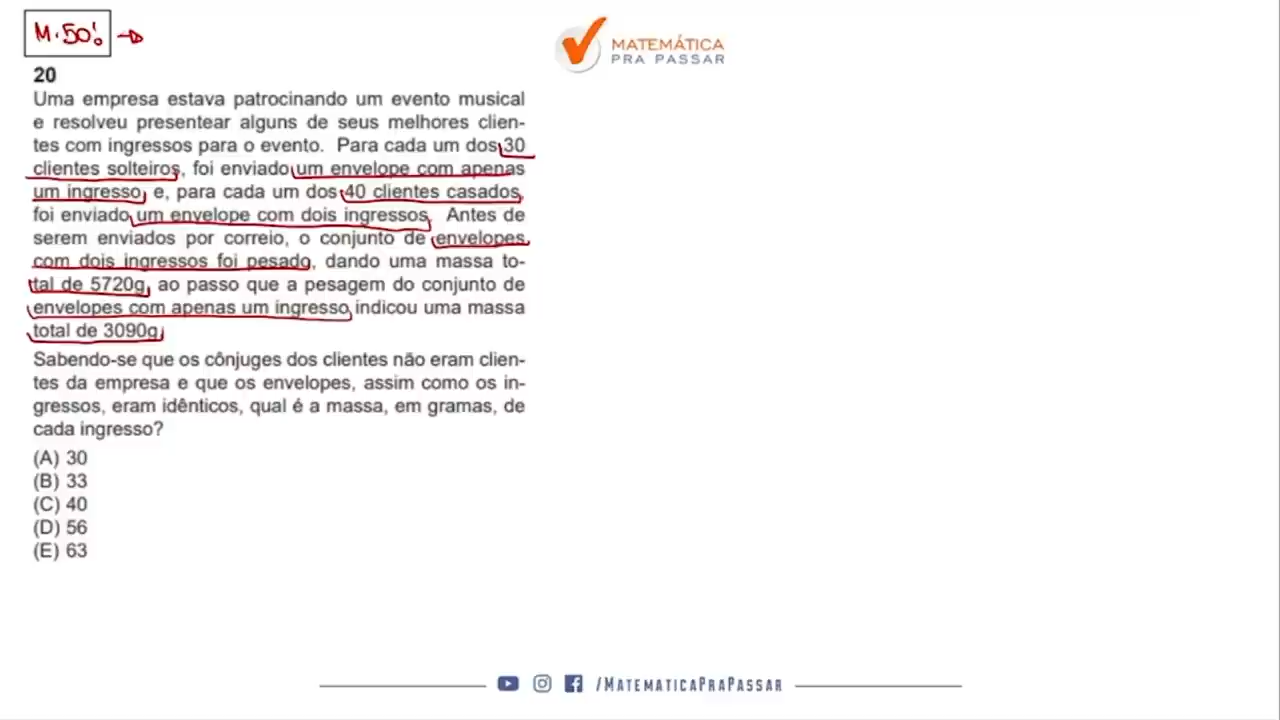 M.50!
MATEMÁTICA
PRA PASSAR
20
Uma empresa estava patrocinando um evento musical
e resolveu presentear alguns de seus melhores clien-
tes com ingressos para o evento. Para cada um dos 30
clientes solteiros, foi enviado um envelope com apenas
um ingresso e, para cada um dos 40 clientes casados,
foi enviado um envelope com dois ingressos. Antes de
serem enviados por correio, o conjunto de envelopes
com dois ingressos foi pesado, dando uma massa to-
tal de 5720g, ao passo que a pesagem do conjunto de
envelopes com apenas um ingresso indicou uma massa
total de 3090g.
Sabendo-se que os cônjuges dos clientes não eram clien-
tes da empresa e que os envelopes, assim como os in-
gressos, eram idênticos, qual é a massa, em gramas, de
cada ingresso?
(A) 30
(B) 33
(C) 40
(D) 56
(E) 63
/MATEMATICAPRAPASSAR